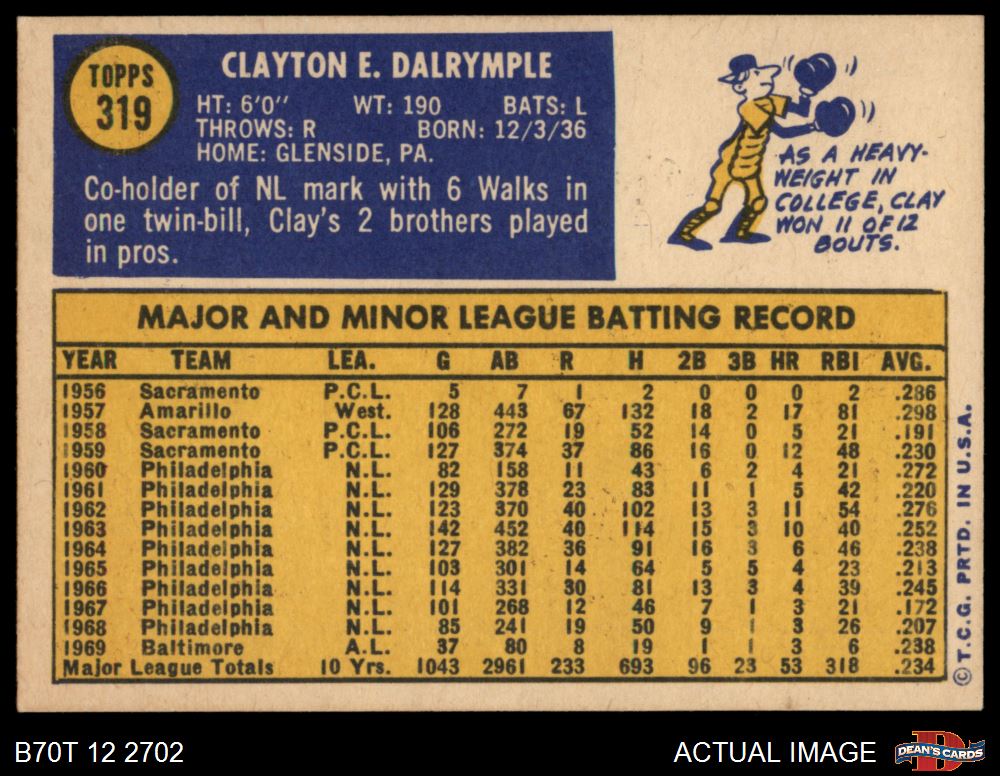 TOPPS
319
CLAYTON E. DALRYMPLE
HT: 6'0" WT: 190 BATS: L
THROWS: R BORN: 12/3/36
HOME: GLENSIDE, PA.
Co-holder of NL mark with 6 Walks in
one twin-bill, Clay's 2 brothers played
in pros.
AS A HEAVY-
WEIGHT IN
COLLEGE, CLAY
WON 11 OF 12
BOUTS.
MAJOR AND MINOR LEAGUE BATTING RECORD
YEAR TEAM LEA. G AB R H 2B 3B HR RBI AVG.
1956 Sacramento P.C.L. 5 7 1 2 0 0 0 2 .286
1957 Amarillo West. 128 443 67 132 18 2 17 81 .298
1958 Sacramento P.C.L. 106 272 19 52 14 0 5 21 .191
1959 Sacramento P.C.L. 127 374 37 86 16 0 12 48 .230
1960 Philadelphia N.L. 82 158 11 43 6 2 4 21 .272
1961 Philadelphia N.L. 129 378 23 83 11 1 5 42 .220
1962 Philadelphia N.L. 123 370 40 102 13 3 11 54 .276
1963 Philadelphia N.L. 142 452 40 114 15 3 10 40 .252
1964 Philadelphia N.L. 127 382 36 91 16 3 6 46 .238
1965 Philadelphia N.L. 103 301 14 64 5 5 4 23 .213
1966 Philadelphia N.L. 114 331 30 81 13 3 4 39 .245
1967 Philadelphia N.L. 101 268 12 46 7 1 3 21 .172
1968 Philadelphia N.L. 85 241 19 50 9 1 3 26 .207
1969 Baltimore A.L. 37 80 8 19 1 1 3 6 .238
Major League Totals 10 Yrs. 1043 2961 233 693 96 23 53 318 .234
© T.C.G. PRTD. IN U.S.A.
B70T 12 2702
ACTUAL IMAGE
D
DEAN'S CARDS